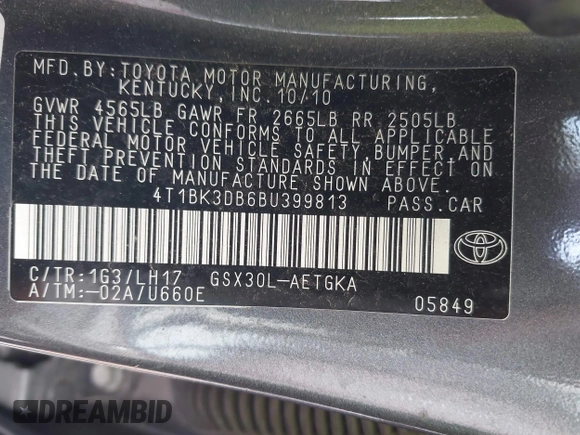 MFD. BY: TOYOTA MOTOR MANUFACTURING,
KENTUCKY, INC. 10/10
GVWR 4565LB GAWR FR 2665LB RR 2505LB
THIS VEHICLE CONFORMS TO ALL APPLICABLE
FEDERAL MOTOR VEHICLE SAFETY, BUMPER, AND
THEFT PREVENTION STANDARDS IN EFFECT ON
THE DATE OF MANUFACTURE SHOWN ABOVE.
4T1BK3DB6BU399813 PASS.CAR
C/TR:1G3/LH17 GSX30L-AETGKA
A/TM:-02A/U660E 05849
DREAMBID